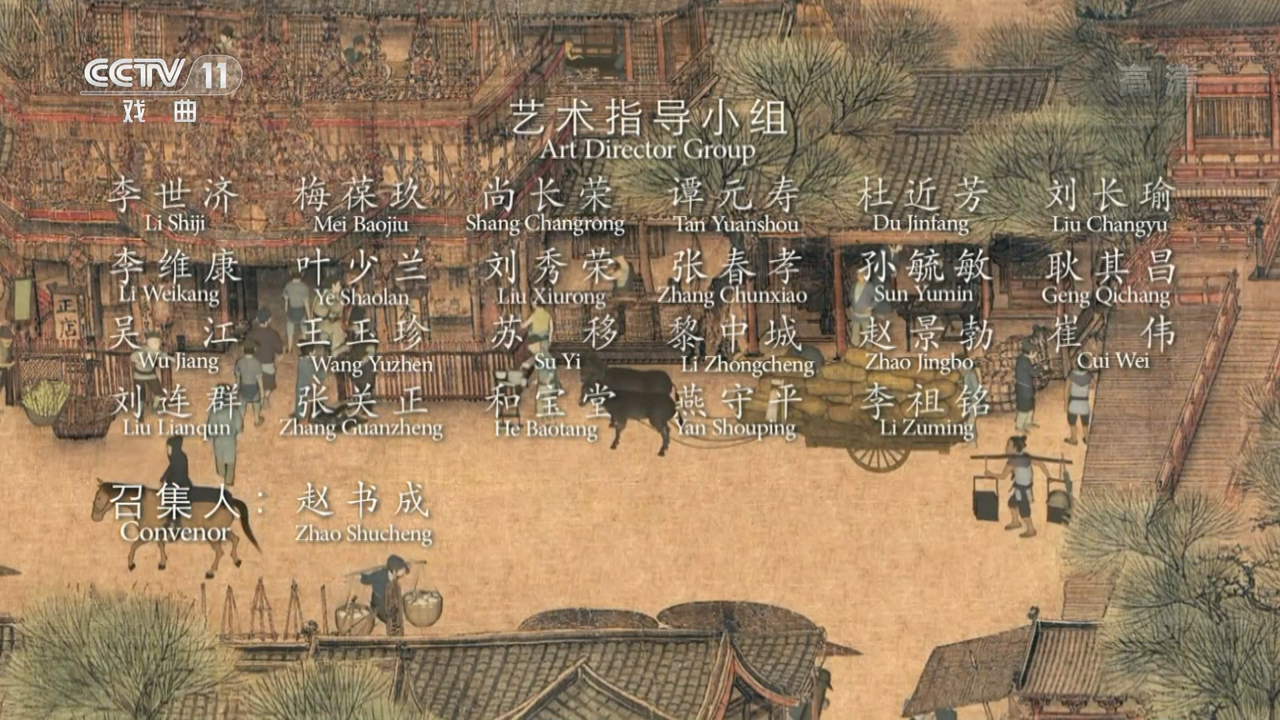 CCTV 11
戏曲
高清
艺术指导小组
Art Director Group
李世济 梅葆玖 尚长荣 谭元寿 杜近芳 刘长瑜
Li Shiji Mei Baojiu Shang Changrong Tan Yuanshou Du Jinfang Liu Changyu
李维康 叶少兰 刘秀荣 张春孝 孙毓敏 耿其昌
Li Weikang Ye Shaolan Liu Xiurong Zhang Chunxiao Sun Yumin Geng Qichang
正店
吴江 王玉珍 苏移 黎中城 赵景勃 崔伟
Wu Jiang Wang Yuzhen Su Yi Li Zhongcheng Zhao Jingbo Cui Wei
刘连群 张关正 和宝堂 燕守平 李祖铭
Liu Lianqun Zhang Guanzheng He Baotang Yan Shouping Li Zuming
召集人: 赵书成
Convenor Zhao Shucheng